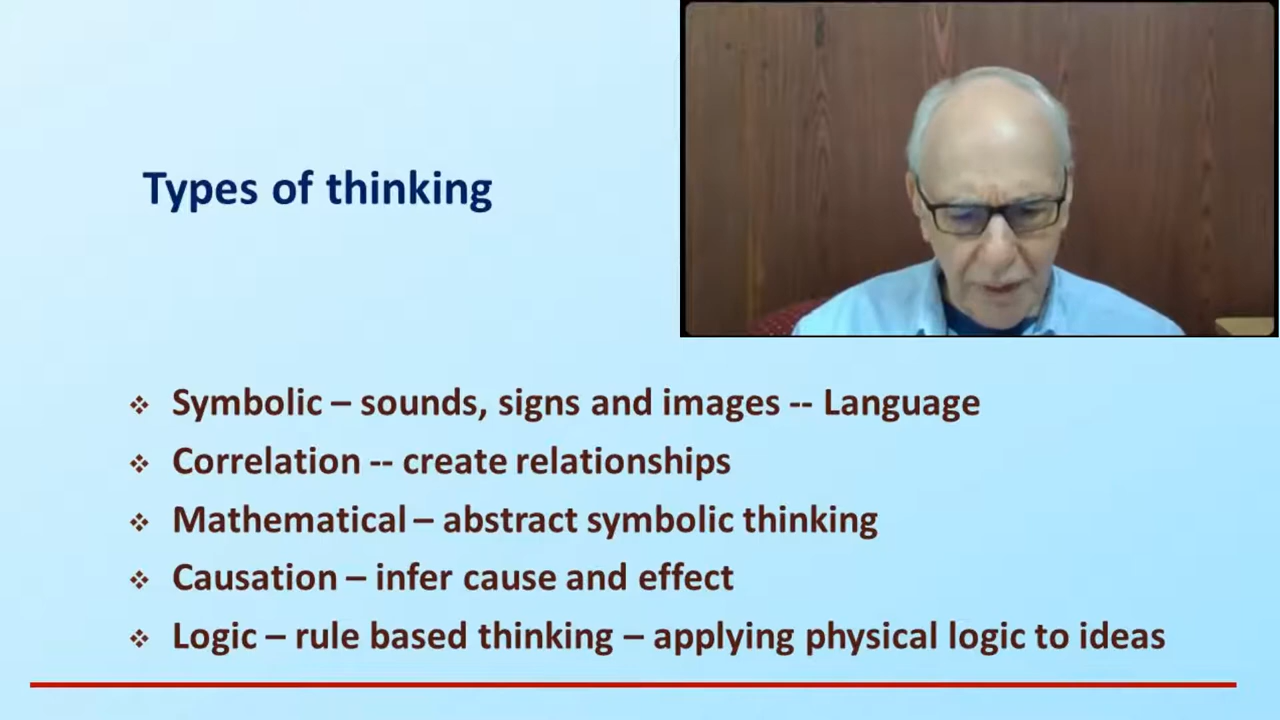 Types of thinking
❖ Symbolic – sounds, signs and images -- Language
❖ Correlation -- create relationships
❖ Mathematical – abstract symbolic thinking
❖ Causation – infer cause and effect
❖ Logic – rule based thinking – applying physical logic to ideas